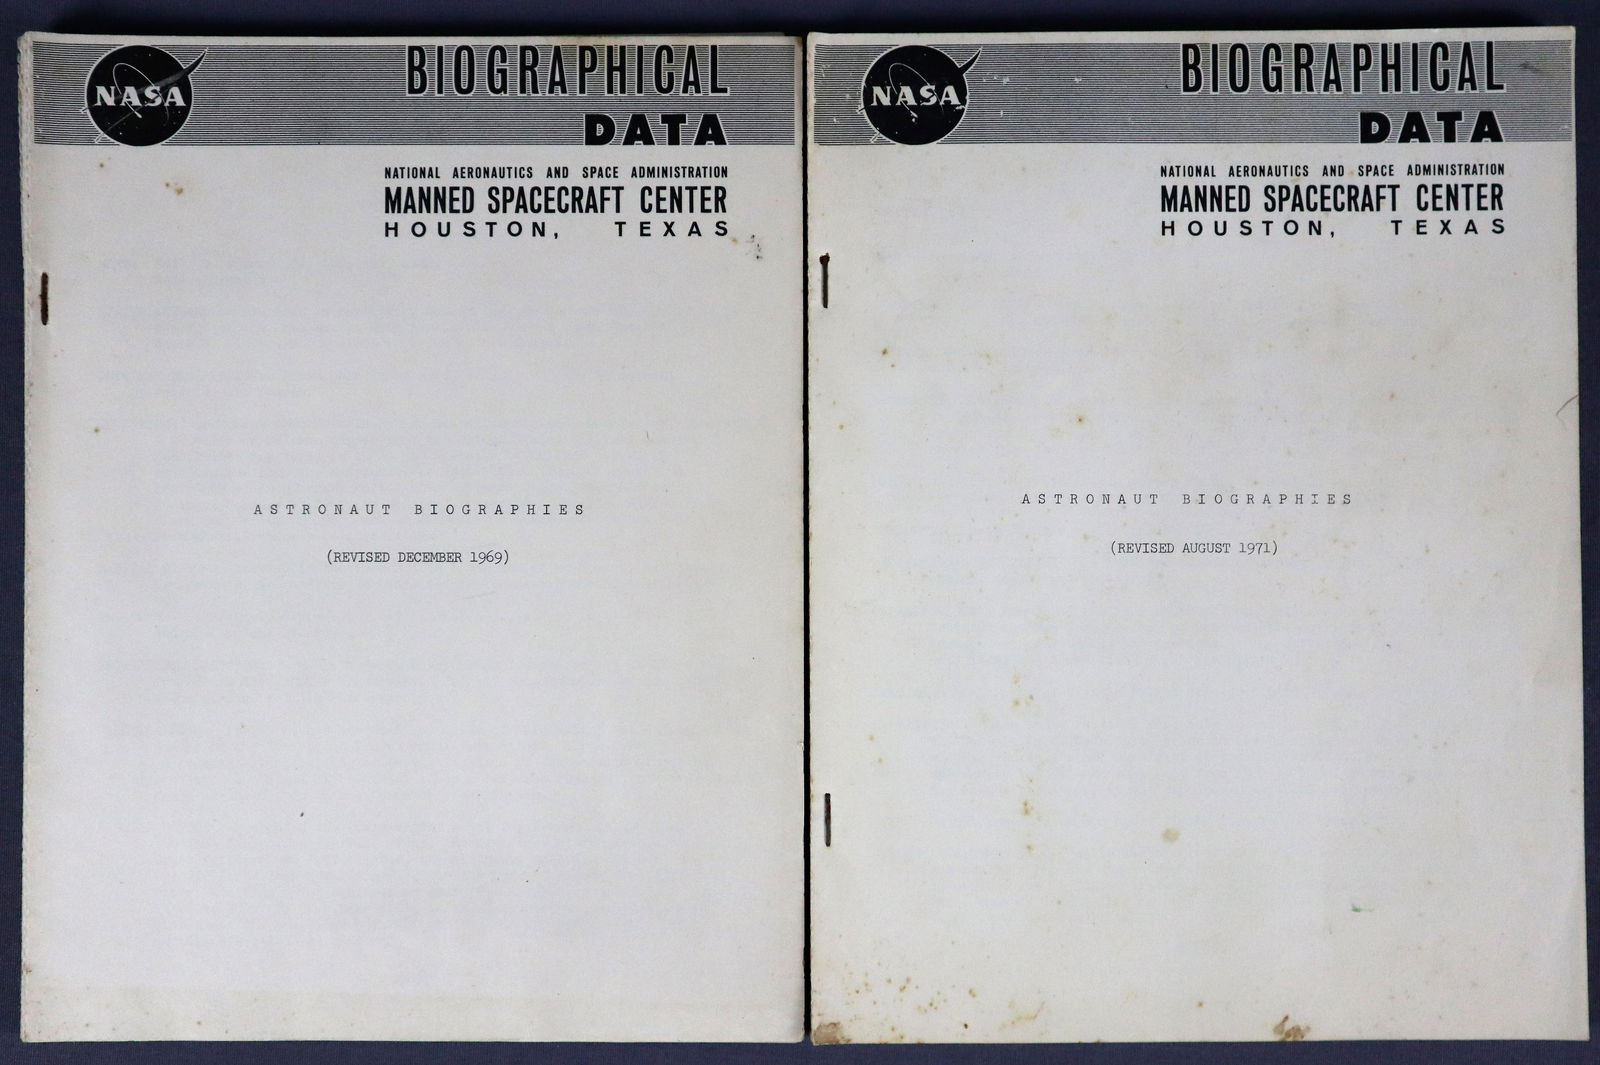 NASA
BIOGRAPHICAL
DATA
NATIONAL AERONAUTICS AND SPACE ADMINISTRATION
MANNED SPACECRAFT CENTER
HOUSTON, TEXAS
ASTRONAUT BIOGRAPHIES
(REVISED DECEMBER 1969)
NASA
BIOGRAPHICAL
DATA
NATIONAL AERONAUTICS AND SPACE ADMINISTRATION
MANNED SPACECRAFT CENTER
HOUSTON, TEXAS
ASTRONAUT BIOGRAPHIES
(REVISED AUGUST 1971)